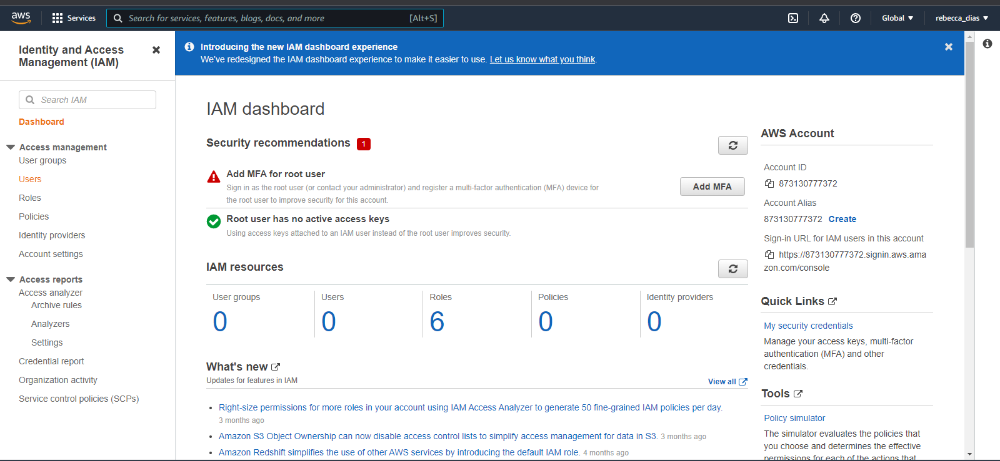 aws
Services
Search for services, features, blogs, docs, and more
[Alt+S]
Global
rebecca_dias
Identity and Access
Management (IAM)
Search IAM
Dashboard
Access management
User groups
Users
Roles
Policies
Identity providers
Account settings
Access reports
Access analyzer
Archive rules
Analyzers
Settings
Credential report
Organization activity
Service control policies (SCPs)
Introducing the new IAM dashboard experience
We've redesigned the IAM dashboard experience to make it easier to use. Let us know what you think.
IAM dashboard
Security recommendations 1
Add MFA for root user
Sign in as the root user (or contact your administrator) and register a multi-factor authentication (MFA) device for
the root user to improve security for this account.
Add MFA
Root user has no active access keys
Using access keys attached to an IAM user instead of the root user improves security.
IAM resources
User groups
0
Users
0
Roles
6
Policies
0
Identity providers
0
What's new
Updates for features in IAM
View all
Right-size permissions for more roles in your account using IAM Access Analyzer to generate 50 fine-grained IAM policies per day.
3 months ago
Amazon S3 Object Ownership can now disable access control lists to simplify access management for data in S3. 3 months ago
Amazon Redshift simplifies the use of other AWS services by introducing the default IAM role. 4 months ago
AWS Account
Account ID
873130777372
Account Alias
873130777372 Create
Sign-in URL for IAM users in this account
https://873130777372.signin.aws.ama
zon.com/console
Quick Links
My security credentials
Manage your access keys, multi-factor
authentication (MFA) and other
credentials.
Tools
Policy simulator
The simulator evaluates the policies that
you choose and determines the effective
permissions for each of the actions that